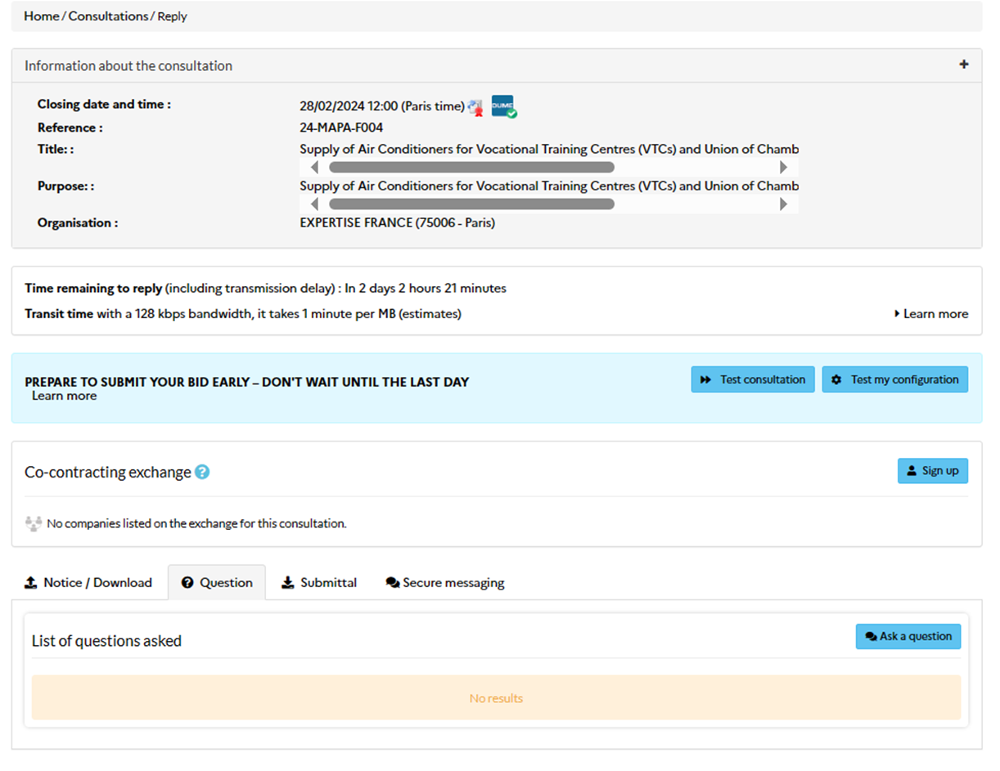 Home / Consultations / Reply
Information about the consultation
Closing date and time : 28/02/2024 12:00 (Paris time) DUME
Reference : 24-MAPA-F004
Title: : Supply of Air Conditioners for Vocational Training Centres (VTCs) and Union of Chamb
Purpose: : Supply of Air Conditioners for Vocational Training Centres (VTCs) and Union of Chamb
Organisation : EXPERTISE FRANCE (75006 - Paris)
Time remaining to reply (including transmission delay) : In 2 days 2 hours 21 minutes
Transit time with a 128 kbps bandwidth, it takes 1 minute per MB (estimates) Learn more
PREPARE TO SUBMIT YOUR BID EARLY – DON'T WAIT UNTIL THE LAST DAY
Learn more
Test consultation Test my configuration
Co-contracting exchange ? Sign up
No companies listed on the exchange for this consultation.
Notice / Download Question Submittal Secure messaging
List of questions asked Ask a question
No results